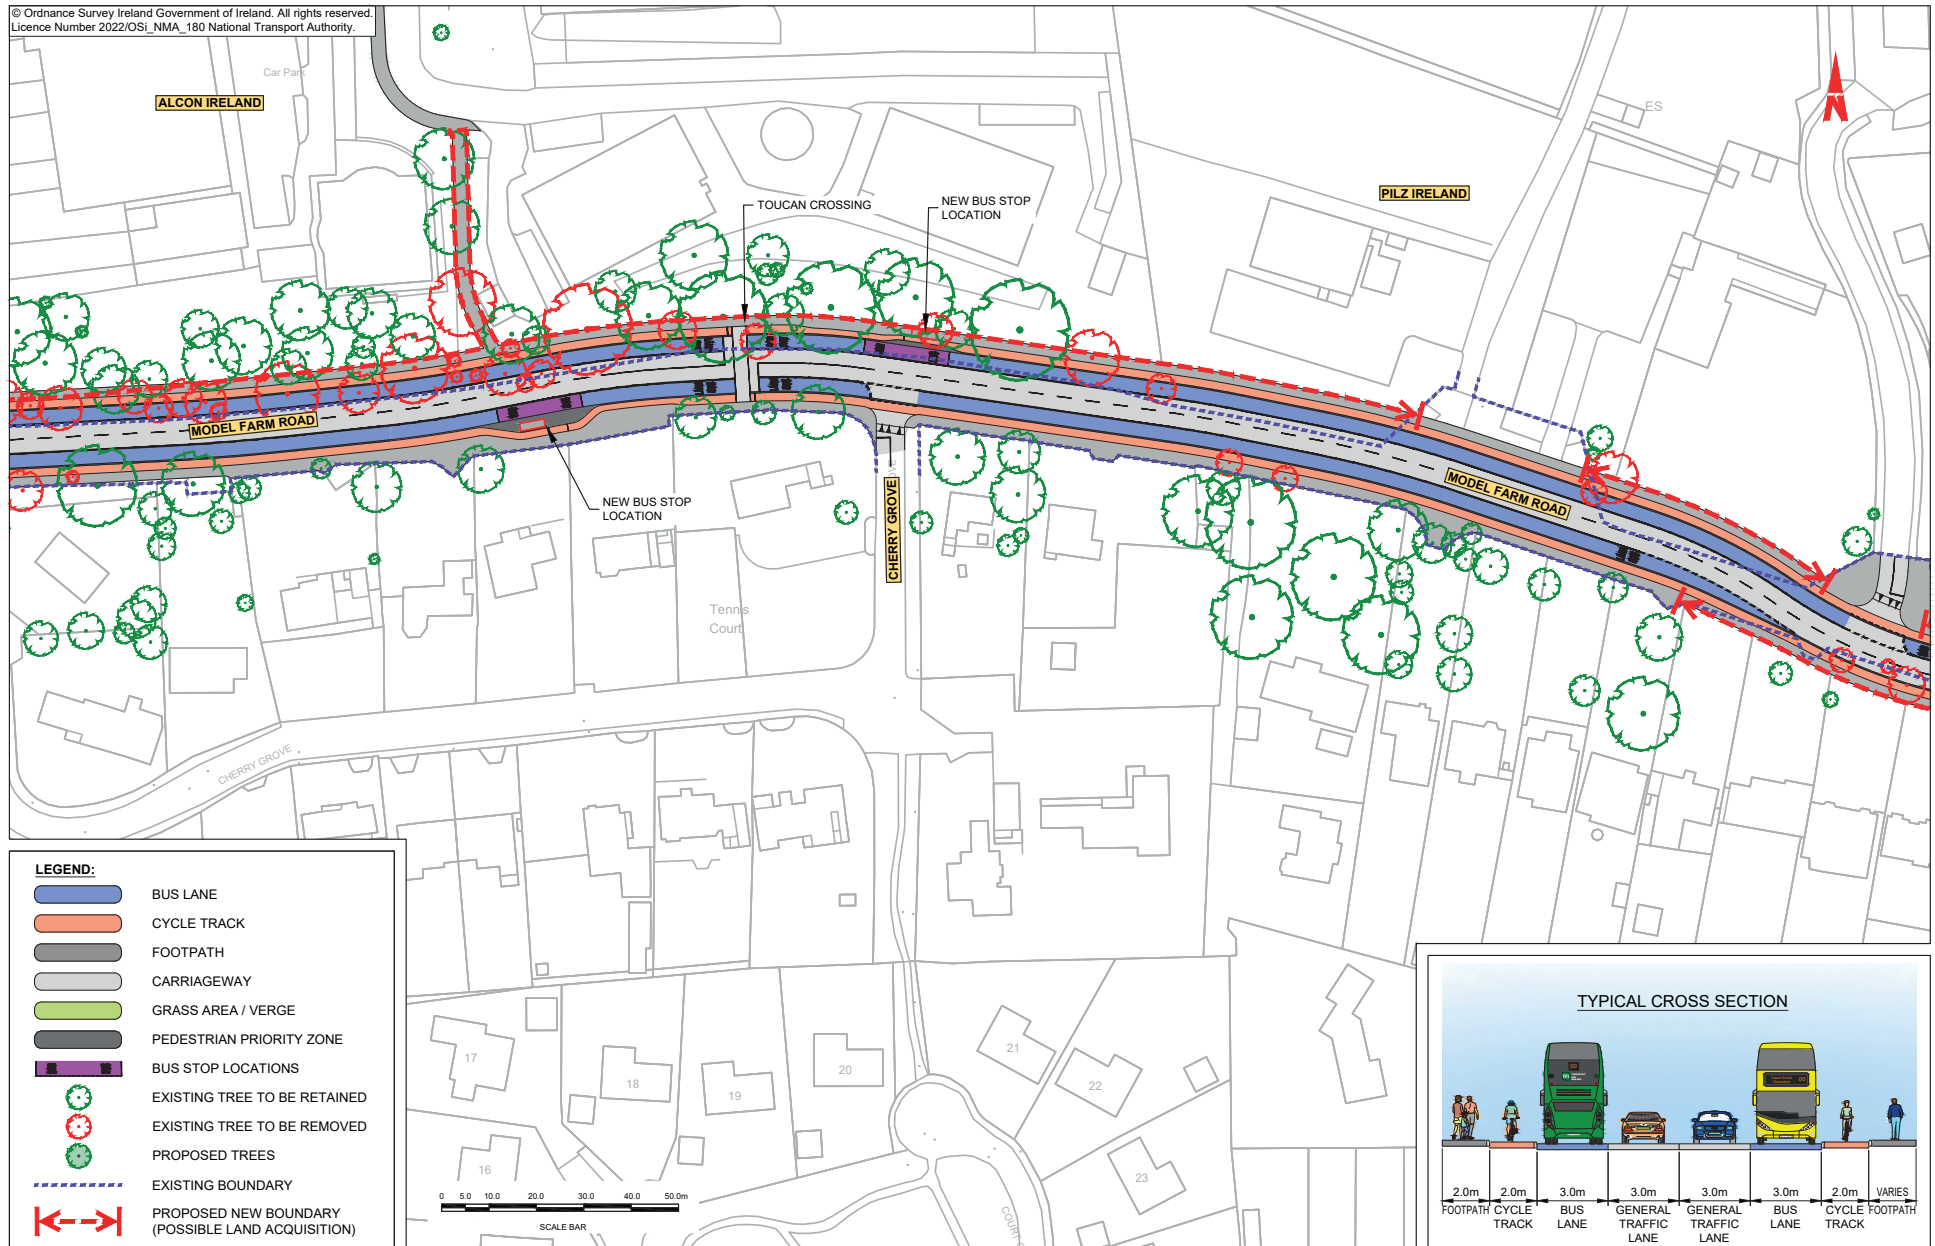 © Ordnance Survey Ireland Government of Ireland. All rights reserved.
Licence Number 2022/OSi_NMA_180 National Transport Authority.
Car Park
ALCON IRELAND
ES
PILZ IRELAND
TOUCAN CROSSING
NEW BUS STOP
LOCATION
MODEL FARM ROAD
NEW BUS STOP
LOCATION
CHERRY GROVE
MODEL FARM ROAD
Tennis
Court
CHERRY GROVE
17
18
19
20
21
22
16
23
LEGEND:
BUS LANE
CYCLE TRACK
FOOTPATH
CARRIAGEWAY
GRASS AREA / VERGE
PEDESTRIAN PRIORITY ZONE
BUS STOP LOCATIONS
EXISTING TREE TO BE RETAINED
EXISTING TREE TO BE REMOVED
PROPOSED TREES
EXISTING BOUNDARY
PROPOSED NEW BOUNDARY
(POSSIBLE LAND ACQUISITION)
0 5.0 10.0 20.0 30.0 40.0 50.0m
SCALE BAR
COURT
TYPICAL CROSS SECTION
2.0m 2.0m 3.0m 3.0m 3.0m 3.0m 2.0m VARIES
FOOTPATH CYCLE BUS GENERAL GENERAL BUS CYCLE FOOTPATH
TRACK LANE TRAFFIC TRAFFIC LANE TRACK
LANE LANE